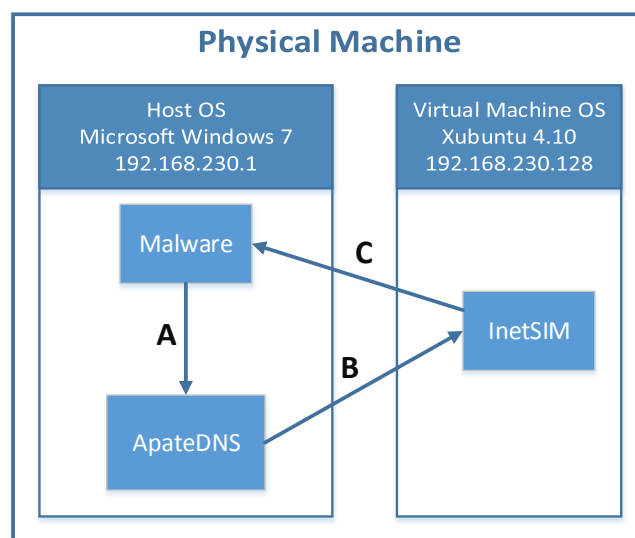 Physical Machine
Host OS
Microsoft Windows 7
192.168.230.1
Virtual Machine OS
Xubuntu 4.10
192.168.230.128
Malware
C
A
InetSIM
B
ApateDNS